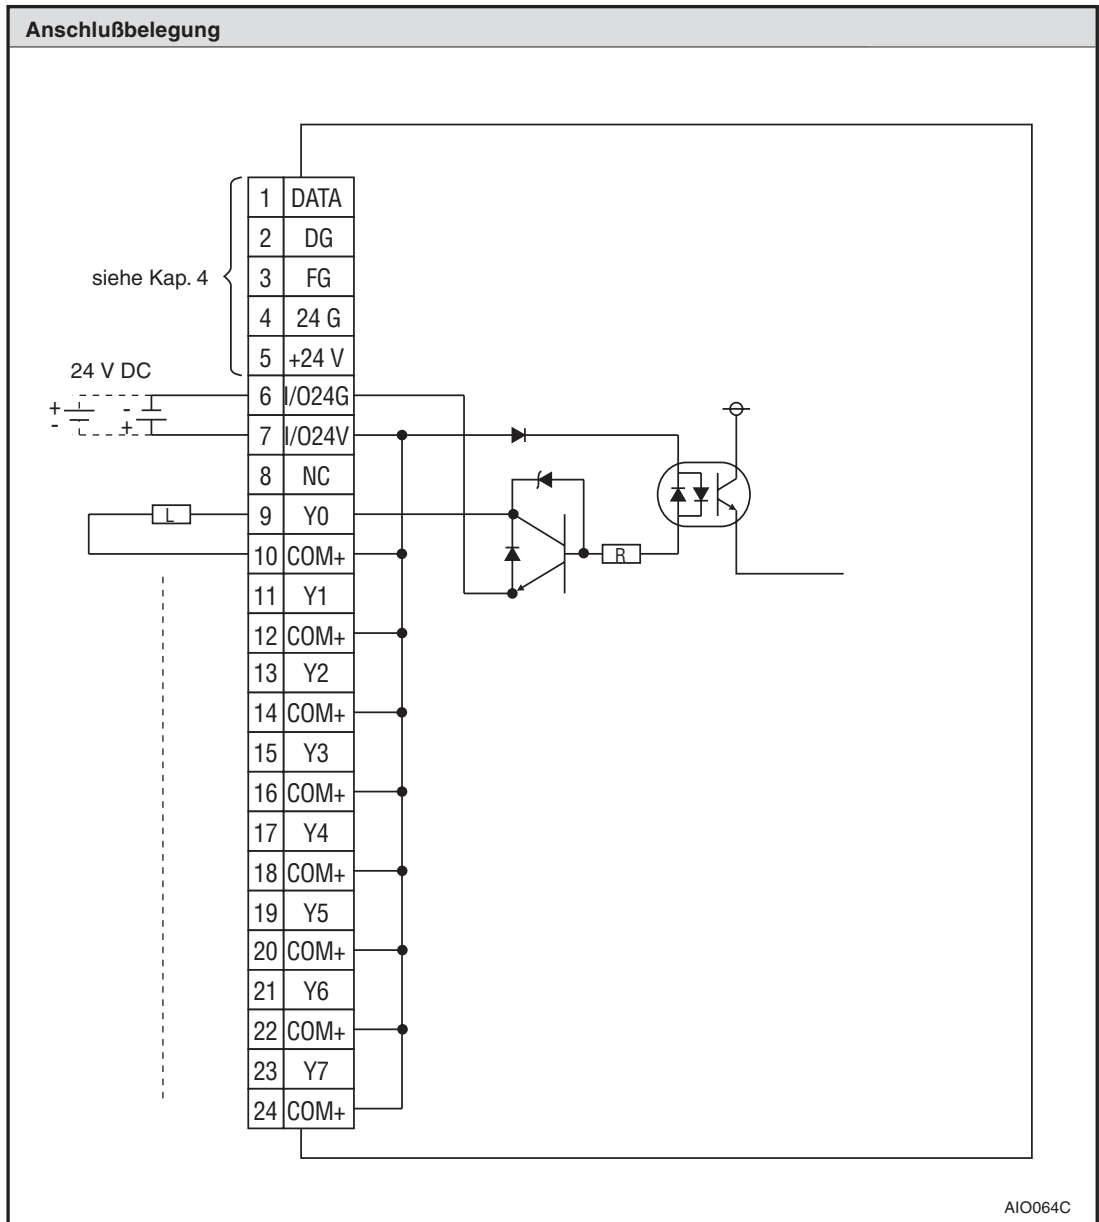 Anschlußbelegung
1 DATA
2 DG
siehe Kap. 4
3 FG
4 24 G
5 +24 V
24 V DC
6 I/O24G
+ -
- +
7 I/O24V
8 NC
L
9 Y0
10 COM+
R
11 Y1
12 COM+
13 Y2
14 COM+
15 Y3
16 COM+
17 Y4
18 COM+
19 Y5
20 COM+
21 Y6
22 COM+
23 Y7
24 COM+
AIO064C